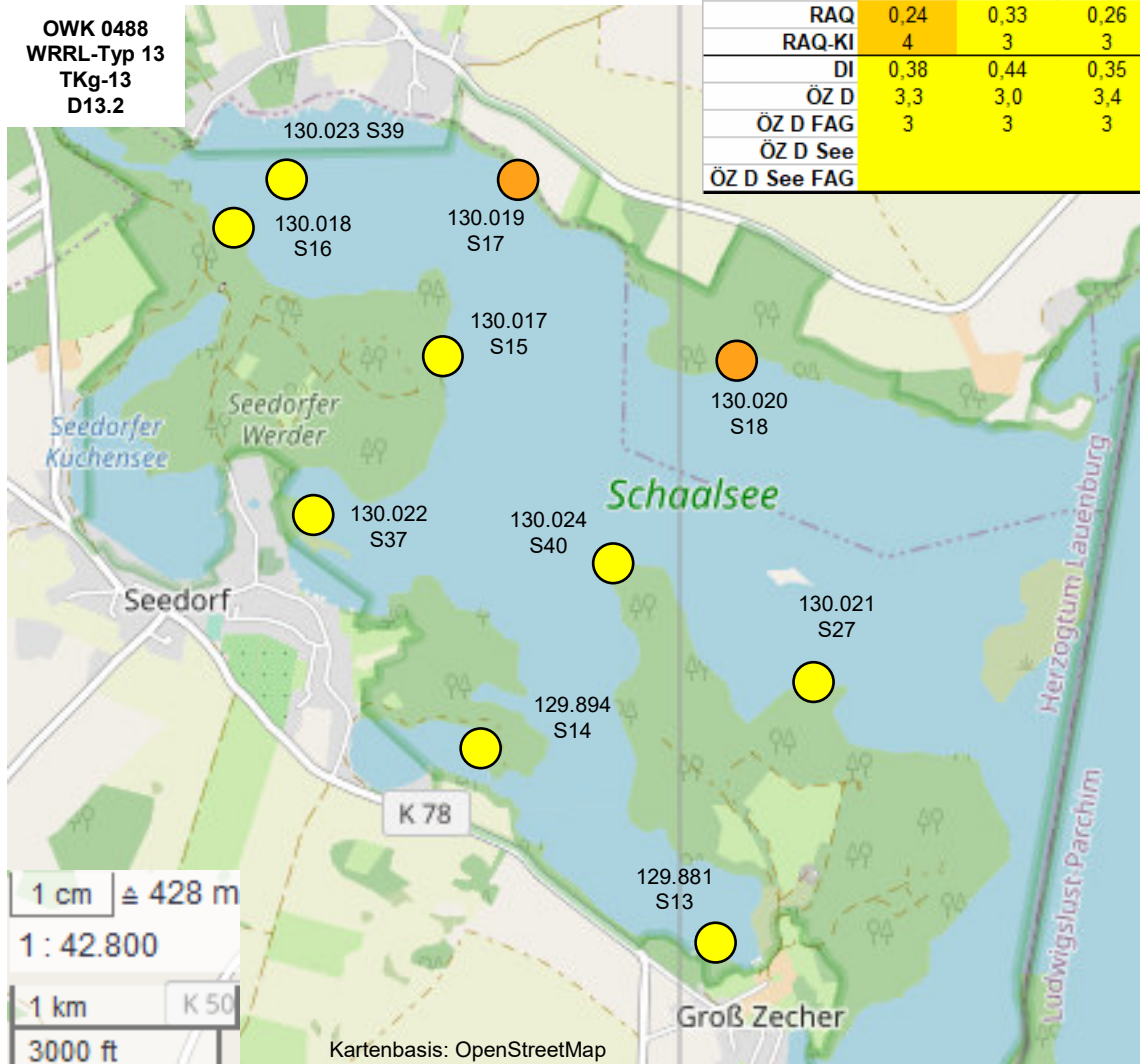 OWK 0488
WRRL-Typ 13
TKg-13
D13.2
RAQ 0,24 0,33 0,26
RAQ-KI 4 3 3
DI 0,38 0,44 0,35
ÖZ D 3,3 3,0 3,4
ÖZ D FAG 3 3 3
ÖZ D See
ÖZ D See FAG
130.023 S39
130.018
S16
130.019
S17
130.017
S15
130.020
S18
Seedorfer
Küchensee
Seedorfer
Werder
Schaalsee
130.022
S37
130.024
S40
130.021
S27
Seedorf
129.894
S14
K 78
129.881
S13
Groß Zecher
Herzogtum Lauenburg
Ludwigslust-Parchim
1 cm ≙ 428 m
1 : 42.800
1 km
K 50
3000 ft
Kartenbasis: OpenStreetMap